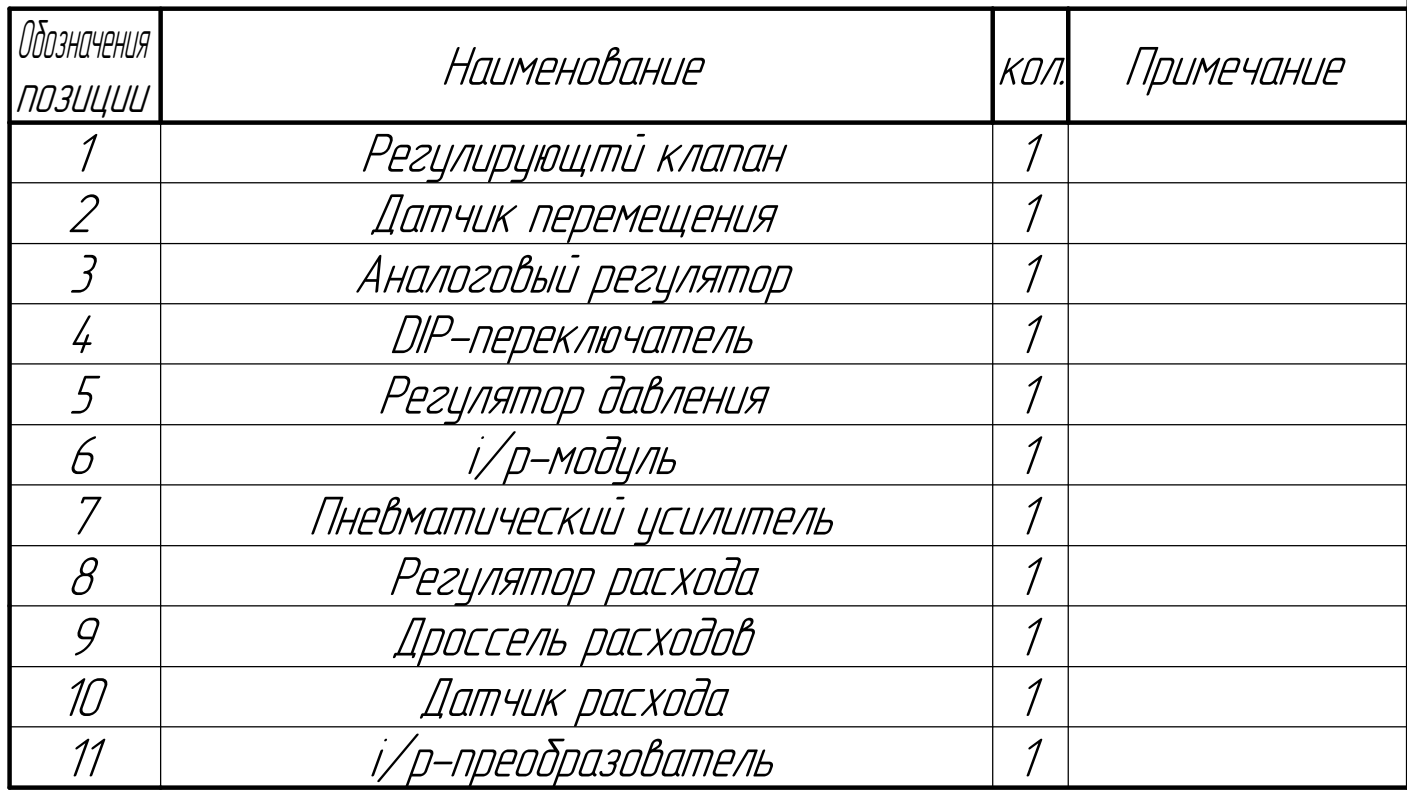 Обозначения позиции Наименование кол. Примечание
1 Регулирующти клапан 1
2 Датчик перемещения 1
3 Аналоговый регулятор 1
4 DIP-переключатель 1
5 Регулятор давления 1
6 i/p-модуль 1
7 Пневматический усилитель 1
8 Регулятор расхода 1
9 Дроссель расходов 1
10 Датчик расхода 1
11 i/p-преобразователь 1